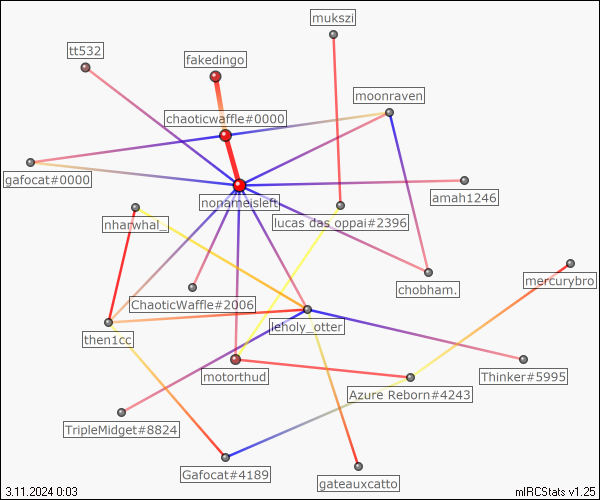 mukszi
tt532
fakedingo
moonraven
chaoticwaffle#0000
gafocat#0000
amah1246
nonameisleft
nharwhal_
lucas das oppai#2396
mercurybro
chobham.
ChaoticWaffle#2006
leholy_otter
then1cc
motorthud
Thinker#5995
Azure Reborn#4243
TripleMidget#8824
Gafocat#4189
gateauxcatto
3.11.2024 0:03
mIRCStats v1.25